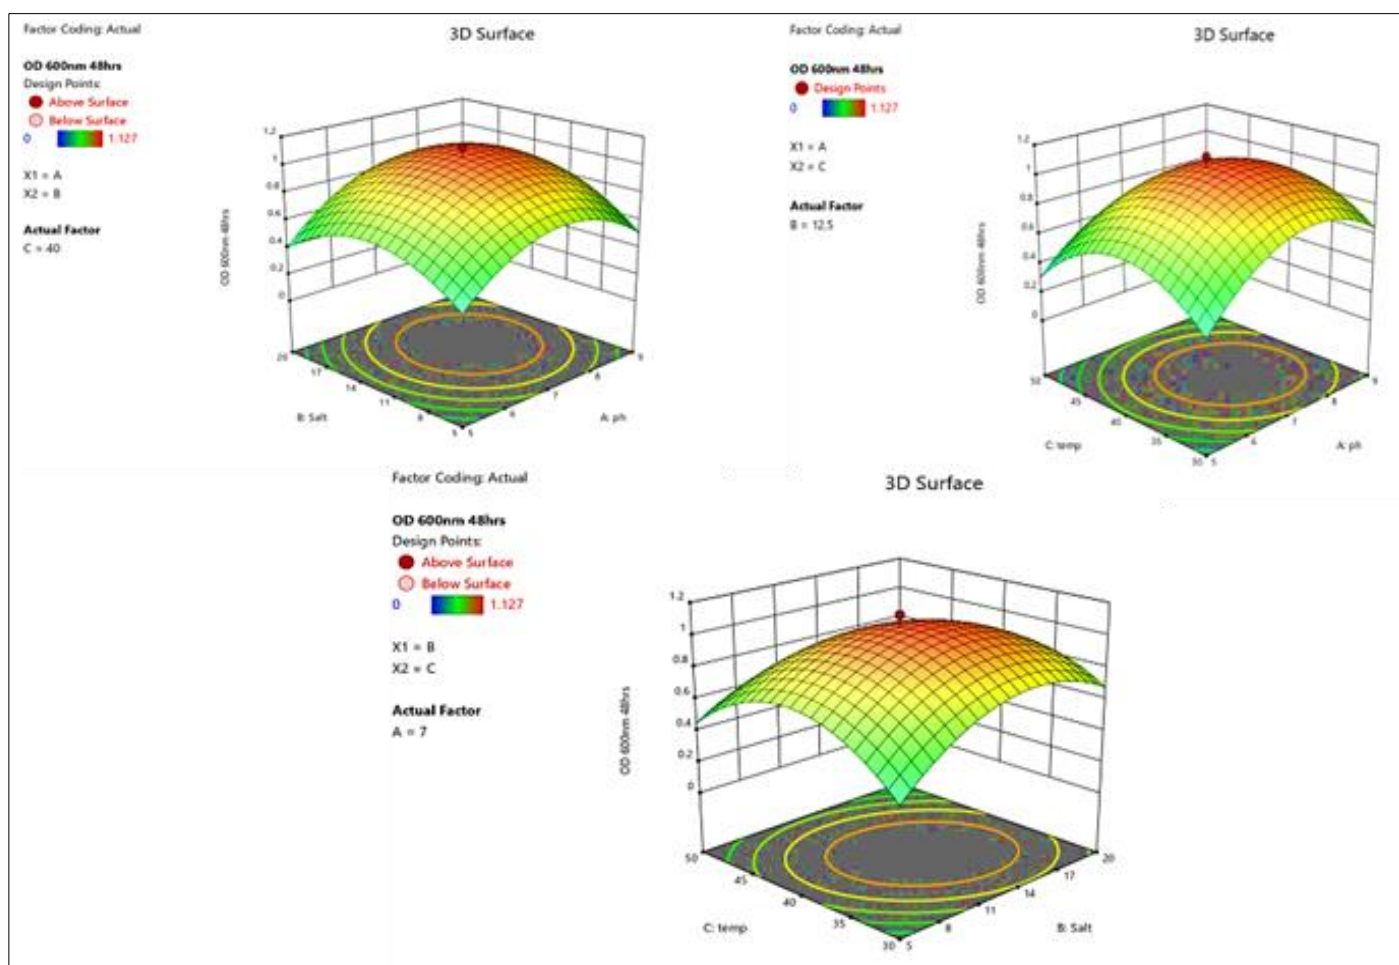 Factor Coding: Actual
3D Surface
OD 600nm 48hrs
Design Points:
Above Surface
Below Surface
0 1.127
X1 = A
X2 = B
Actual Factor
C = 40
1.2
1
0.8
0.6
0.4
0.2
0
OD 600nm 48hrs
20
17
14
11
8
5
5
6
7
8
9
B: Salt
A: ph
Factor Coding: Actual
3D Surface
OD 600nm 48hrs
Design Points
0 1.127
X1 = A
X2 = C
Actual Factor
B = 12.5
1.2
1
0.8
0.6
0.4
0.2
0
OD 600nm 48hrs
50
45
40
35
30
5
6
7
8
9
C: temp
A: ph
Factor Coding: Actual
3D Surface
OD 600nm 48hrs
Design Points:
Above Surface
Below Surface
0 1.127
X1 = B
X2 = C
Actual Factor
A = 7
1.2
1
0.8
0.6
0.4
0.2
0
OD 600nm 48hrs
50
45
40
35
30
5
8
11
14
17
20
C: temp
B: Salt